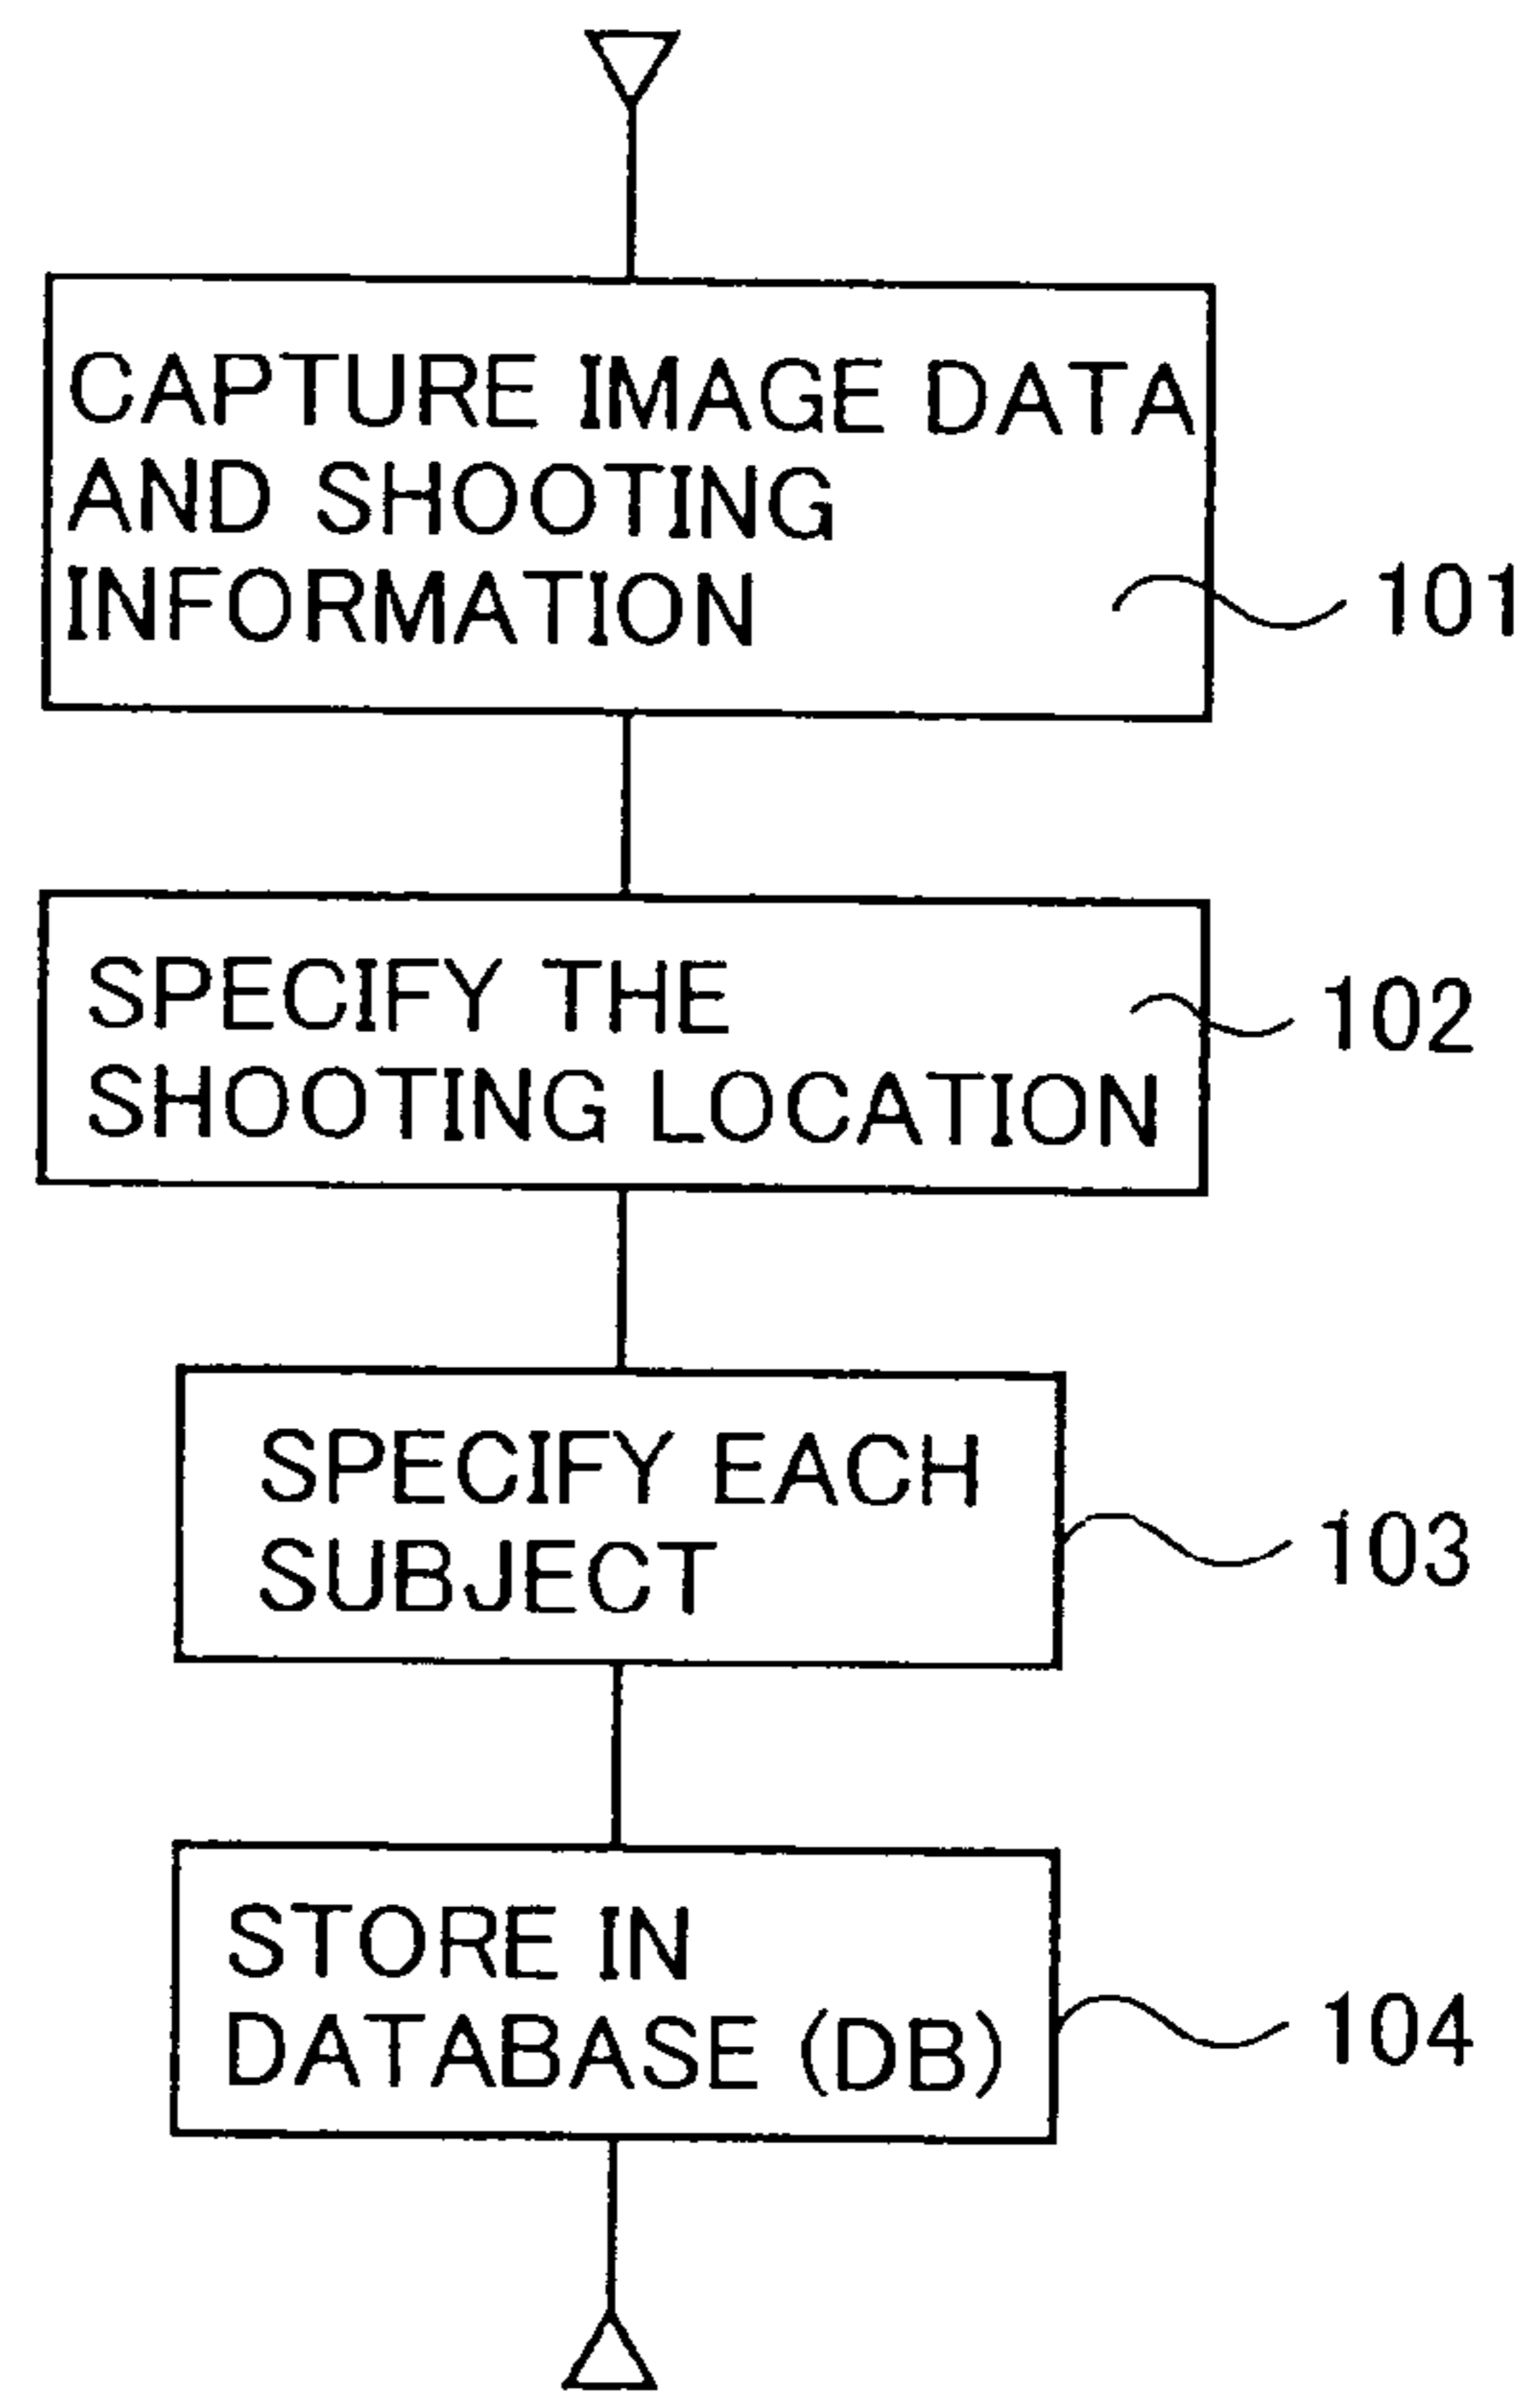 CAPTURE IMAGE DATA
AND SHOOTING
INFORMATION
101
SPECIFY THE
SHOOTING LOCATION
102
SPECIFY EACH
SUBJECT
103
STORE IN
DATABASE (DB)
104